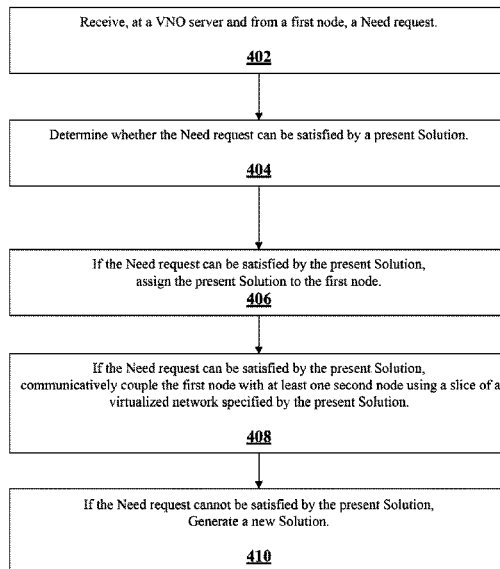 Receive, at a VNO server and from a first node, a Need request.
402
Determine whether the Need request can be satisfied by a present Solution.
404
If the Need request can be satisfied by the present Solution,
assign the present Solution to the first node.
406
If the Need request can be satisfied by the present Solution,
communicatively couple the first node with at least one second node using a slice of a
virtualized network specified by the present Solution.
408
If the Need request cannot be satisfied by the present Solution,
Generate a new Solution.
410